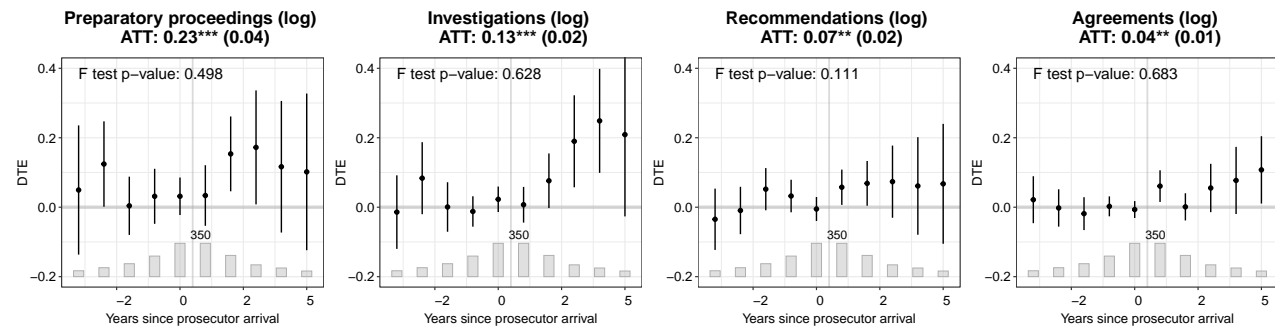 Preparatory proceedings (log)
ATT: 0.23*** (0.04)
F test p−value: 0.498
0.4
0.2
0.0
−0.2
DTE
350
−2
0
2
5
Years since prosecutor arrival
Investigations (log)
ATT: 0.13*** (0.02)
F test p−value: 0.628
0.4
0.2
0.0
−0.2
DTE
350
−2
0
2
5
Years since prosecutor arrival
Recommendations (log)
ATT: 0.07** (0.02)
F test p−value: 0.111
0.4
0.2
0.0
−0.2
DTE
350
−2
0
2
5
Years since prosecutor arrival
Agreements (log)
ATT: 0.04** (0.01)
F test p−value: 0.683
0.4
0.2
0.0
−0.2
DTE
350
−2
0
2
5
Years since prosecutor arrival